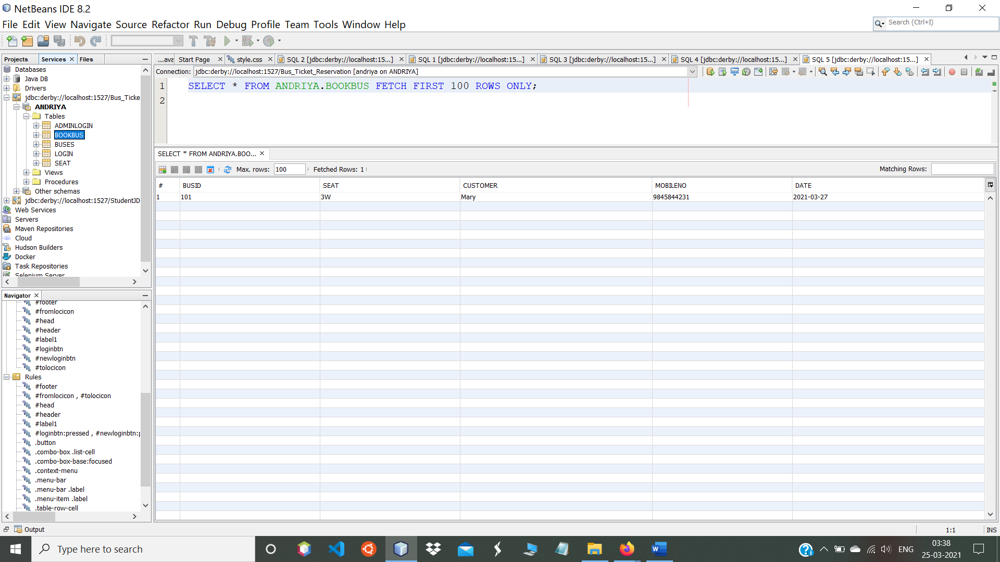 NetBeans IDE 8.2
File Edit View Navigate Source Refactor Run Debug Profile Team Tools Window Help
Search (Ctrl+I)
Projects Services Files
Databases
Java DB
Drivers
jdbc:derby://localhost:1527/Bus_Ticke
ANDRIYA
Tables
ADMINLOGIN
BOOKBUS
BUSES
LOGIN
SEAT
Views
Procedures
Other schemas
jdbc:derby://localhost:1527/StudentJD
Web Services
Servers
Maven Repositories
Cloud
Hudson Builders
Docker
Task Repositories
Selenium Server
Navigator
#footer
#fromlocicon
#head
#header
#label1
#loginbtn
#newloginbtn
#tolocicon
Rules
#footer
#fromlocicon , #tolocicon
#head
#header
#label1
#loginbtn:pressed , #newloginbtn:p
.button
.combo-box .list-cell
.combo-box-base:focused
.context-menu
.menu-bar
.menu-bar .label
.menu-item .label
.table-row-cell
...ava Start Page style.css SQL 2 [jdbc:derby://localhost:15...] SQL 1 [jdbc:derby://localhost:15...] SQL 3 [jdbc:derby://localhost:15...] SQL 4 [jdbc:derby://localhost:15...] SQL 5 [jdbc:derby://localhost:15...]
Connection: jdbc:derby://localhost:1527/Bus_Ticket_Reservation [andriya on ANDRIYA]
1 SELECT * FROM ANDRIYA.BOOKBUS FETCH FIRST 100 ROWS ONLY;
2
SELECT * FROM ANDRIYA.BOO...
Max. rows: 100 Fetched Rows: 1 Matching Rows:
# BUSID SEAT CUSTOMER MOBILENO DATE
1 101 3W Mary 9845844231 2021-03-27
Output
1:1 INS
Type here to search
ENG
03:38
25-03-2021